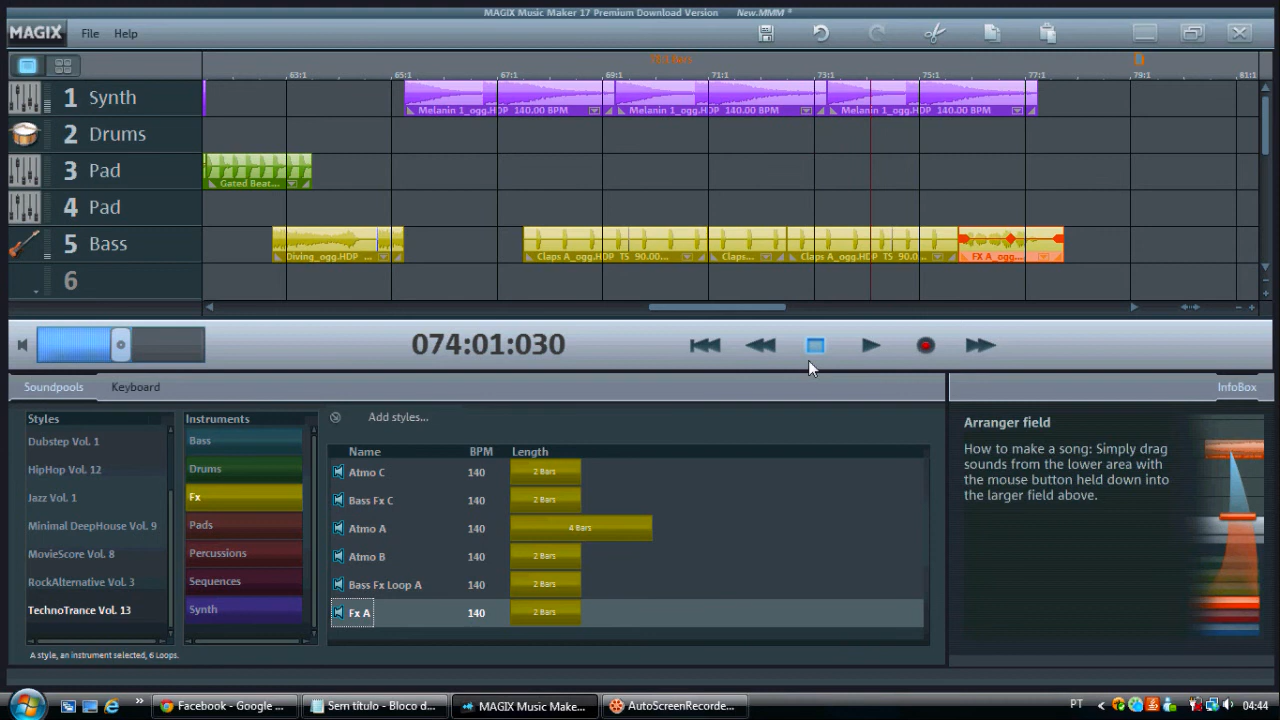 MAGIX Music Maker 17 Premium Download Version New.MMM *
MAGIX File Help
63:1 65:1 67:1 69:1 71:1 73:1 75:1 77:1 79:1 81:1
1 Synth
Melanin 1_ogg.HDP 140.00 BPM Melanin 1_ogg.HDP 140.00 BPM Melanin 1_ogg.HDP 140.00 BPM
2 Drums
3 Pad
Gated Beat...
4 Pad
5 Bass
Diving_ogg.HDP ... Claps A_ogg.HDP TS 90.00... Claps... Claps A_ogg.HDP TS 90.0... FX A_ogg....
6
074:01:030
Soundpools Keyboard
InfoBox
Styles
Dubstep Vol. 1
HipHop Vol. 12
Jazz Vol. 1
Minimal DeepHouse Vol. 9
MovieScore Vol. 8
RockAlternative Vol. 3
TechnoTrance Vol. 13
A style, an instrument selected, 6 Loops.
Instruments
Bass
Drums
Fx
Pads
Percussions
Sequences
Synth
Add styles...
Name BPM Length
Atmo C 140 2 Bars
Bass Fx C 140 2 Bars
Atmo A 140 4 Bars
Atmo B 140 2 Bars
Bass Fx Loop A 140 2 Bars
Fx A 140 2 Bars
Arranger field
How to make a song: Simply drag
sounds from the lower area with
the mouse button held down into
the larger field above.
Facebook - Google ... Sem título - Bloco d... MAGIX Music Make... AutoScreenRecorde... PT 04:44